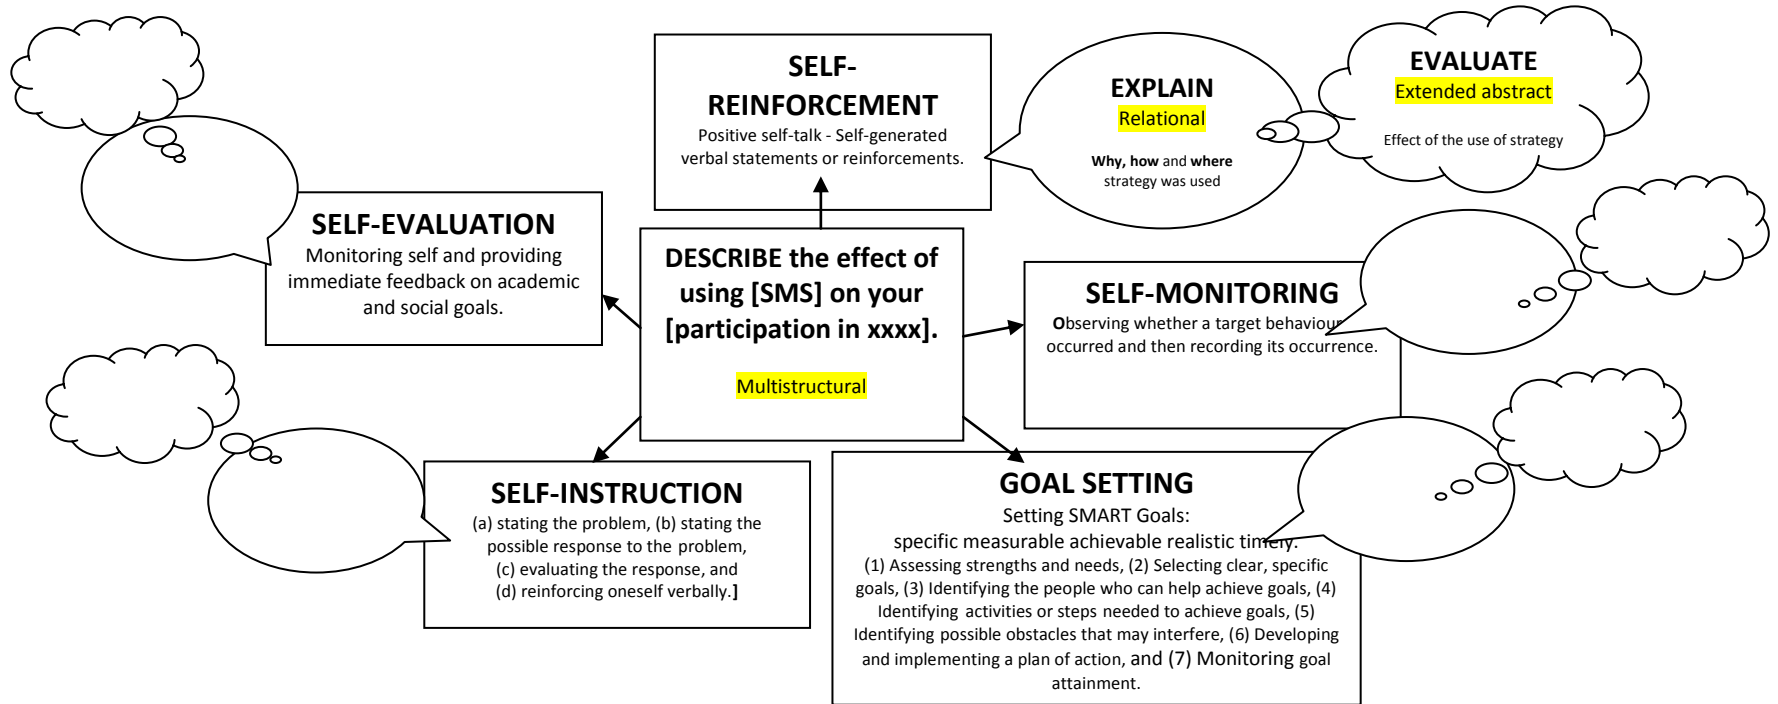 SELF-
REINFORCEMENT
Positive self-talk - Self-generated
verbal statements or reinforcements.
EXPLAIN
Relational
Why, how and where
strategy was used
EVALUATE
Extended abstract
Effect of the use of strategy
SELF-EVALUATION
Monitoring self and providing
immediate feedback on academic
and social goals.
DESCRIBE the effect of
using [SMS] on your
[participation in xxxx].
Multistructural
SELF-MONITORING
Observing whether a target behaviour
occurred and then recording its occurrence.
SELF-INSTRUCTION
(a) stating the problem, (b) stating the
possible response to the problem,
(c) evaluating the response, and
(d) reinforcing oneself verbally.]
GOAL SETTING
Setting SMART Goals:
specific measurable achievable realistic timely.
(1) Assessing strengths and needs, (2) Selecting clear, specific
goals, (3) Identifying the people who can help achieve goals, (4)
Identifying activities or steps needed to achieve goals, (5)
Identifying possible obstacles that may interfere, (6) Developing
and implementing a plan of action, and (7) Monitoring goal
attainment.